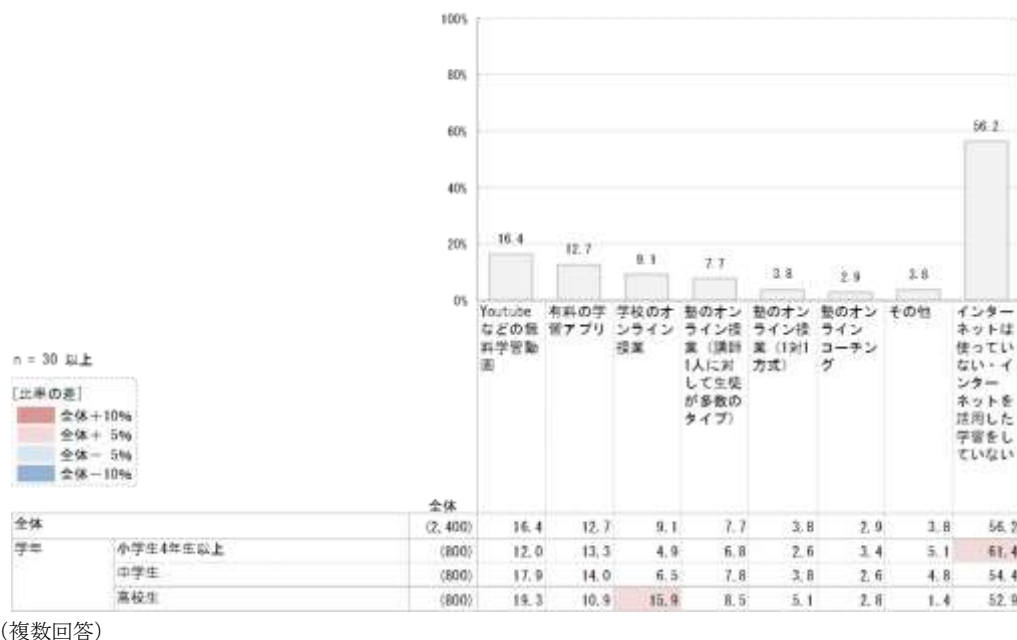 100%
80%
60%
40%
20%
0%
16.4
12.7
9.1
7.7
3.8
2.9
3.8
56.2
Youtube
などの無
料学習動
画
有料の学
習アプリ
学校のオ
ンライン
授業
塾のオン
ライン授
業（講師
1人に対
して生徒
が多数の
タイプ）
塾のオン
ライン授
業（1対1
方式）
塾のオン
ライン
コーチン
グ
その他
インター
ネットは
使ってい
ない・イ
ンター
ネットを
活用した
学習をし
ていない
n = 30 以上
[比率の差]
全体＋10%
全体＋ 5%
全体－ 5%
全体－10%
全体
全体 (2,400) 16.4 12.7 9.1 7.7 3.8 2.9 3.8 56.2
学年 小学生4年生以上 (800) 12.0 13.3 4.9 6.8 2.6 3.4 5.1 61.4
中学生 (800) 17.9 14.0 6.5 7.8 3.8 2.6 4.8 54.4
高校生 (800) 19.3 10.9 15.9 8.5 5.1 2.8 1.4 52.9
(複数回答)